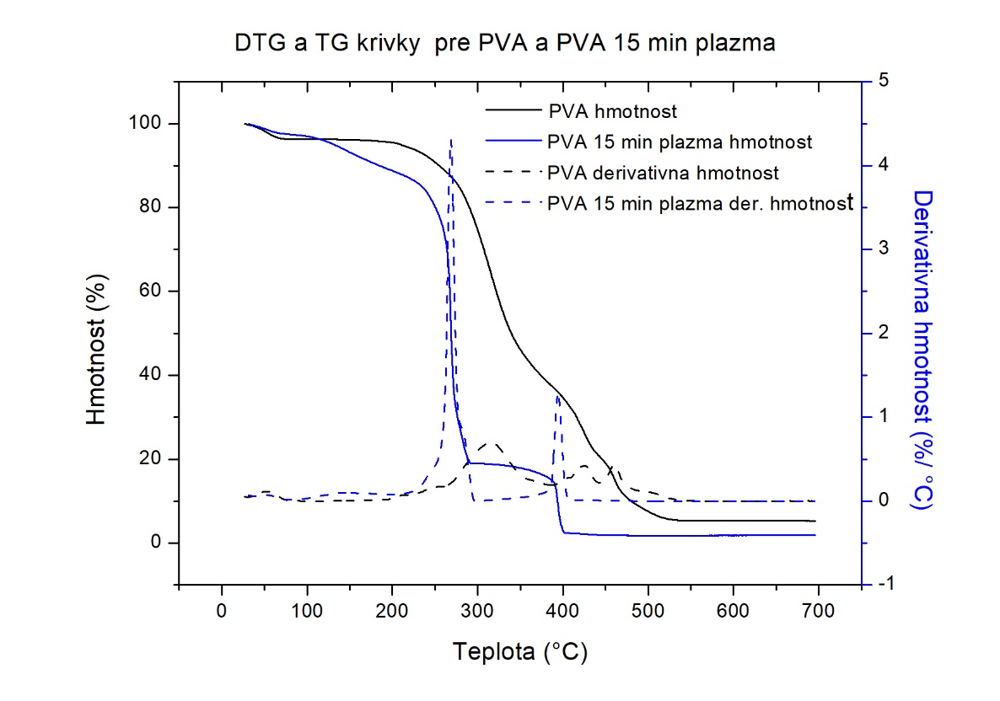 DTG a TG krivky  pre PVA a PVA 15 min plazma
PVA hmotnost
PVA 15 min plazma hmotnost
PVA derivativna hmotnost
PVA 15 min plazma der. hmotnost
Hmotnost (%)
100
80
60
40
20
0
Derivativna hmotnost (%/ °C)
5
4
3
2
1
0
-1
0 100 200 300 400 500 600 700
Teplota (°C)